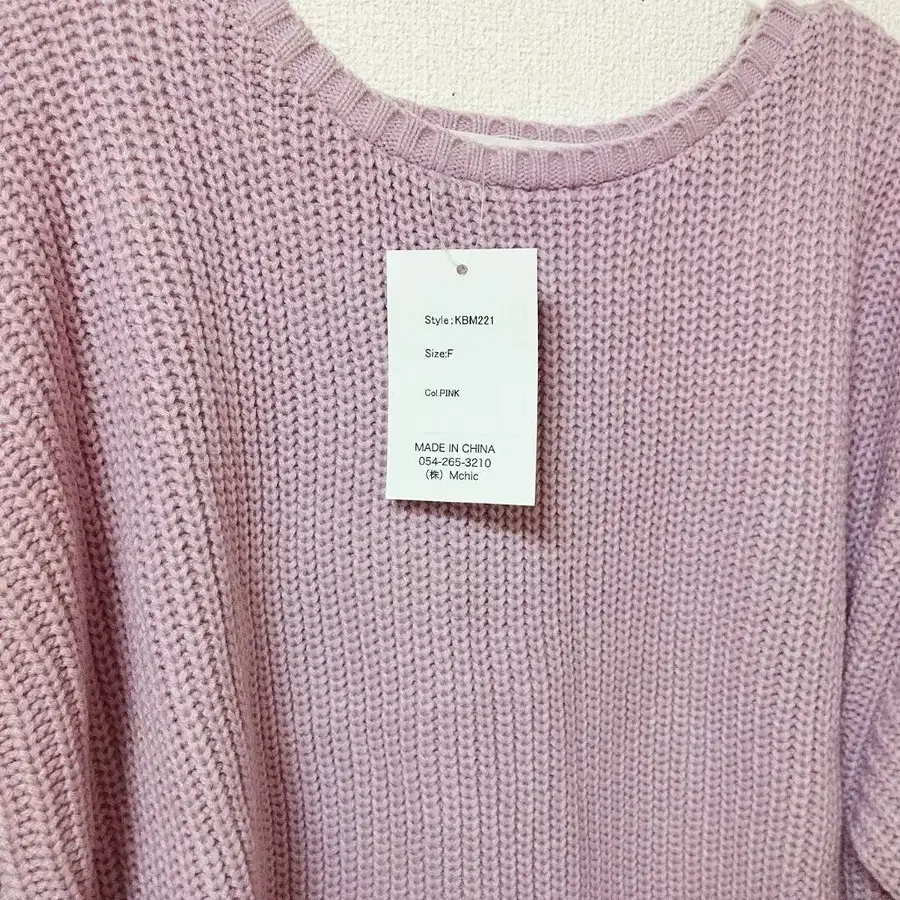 Style:KBM221
Size:F
Col.PINK
MADE IN CHINA
054-265-3210
(株) Mchic